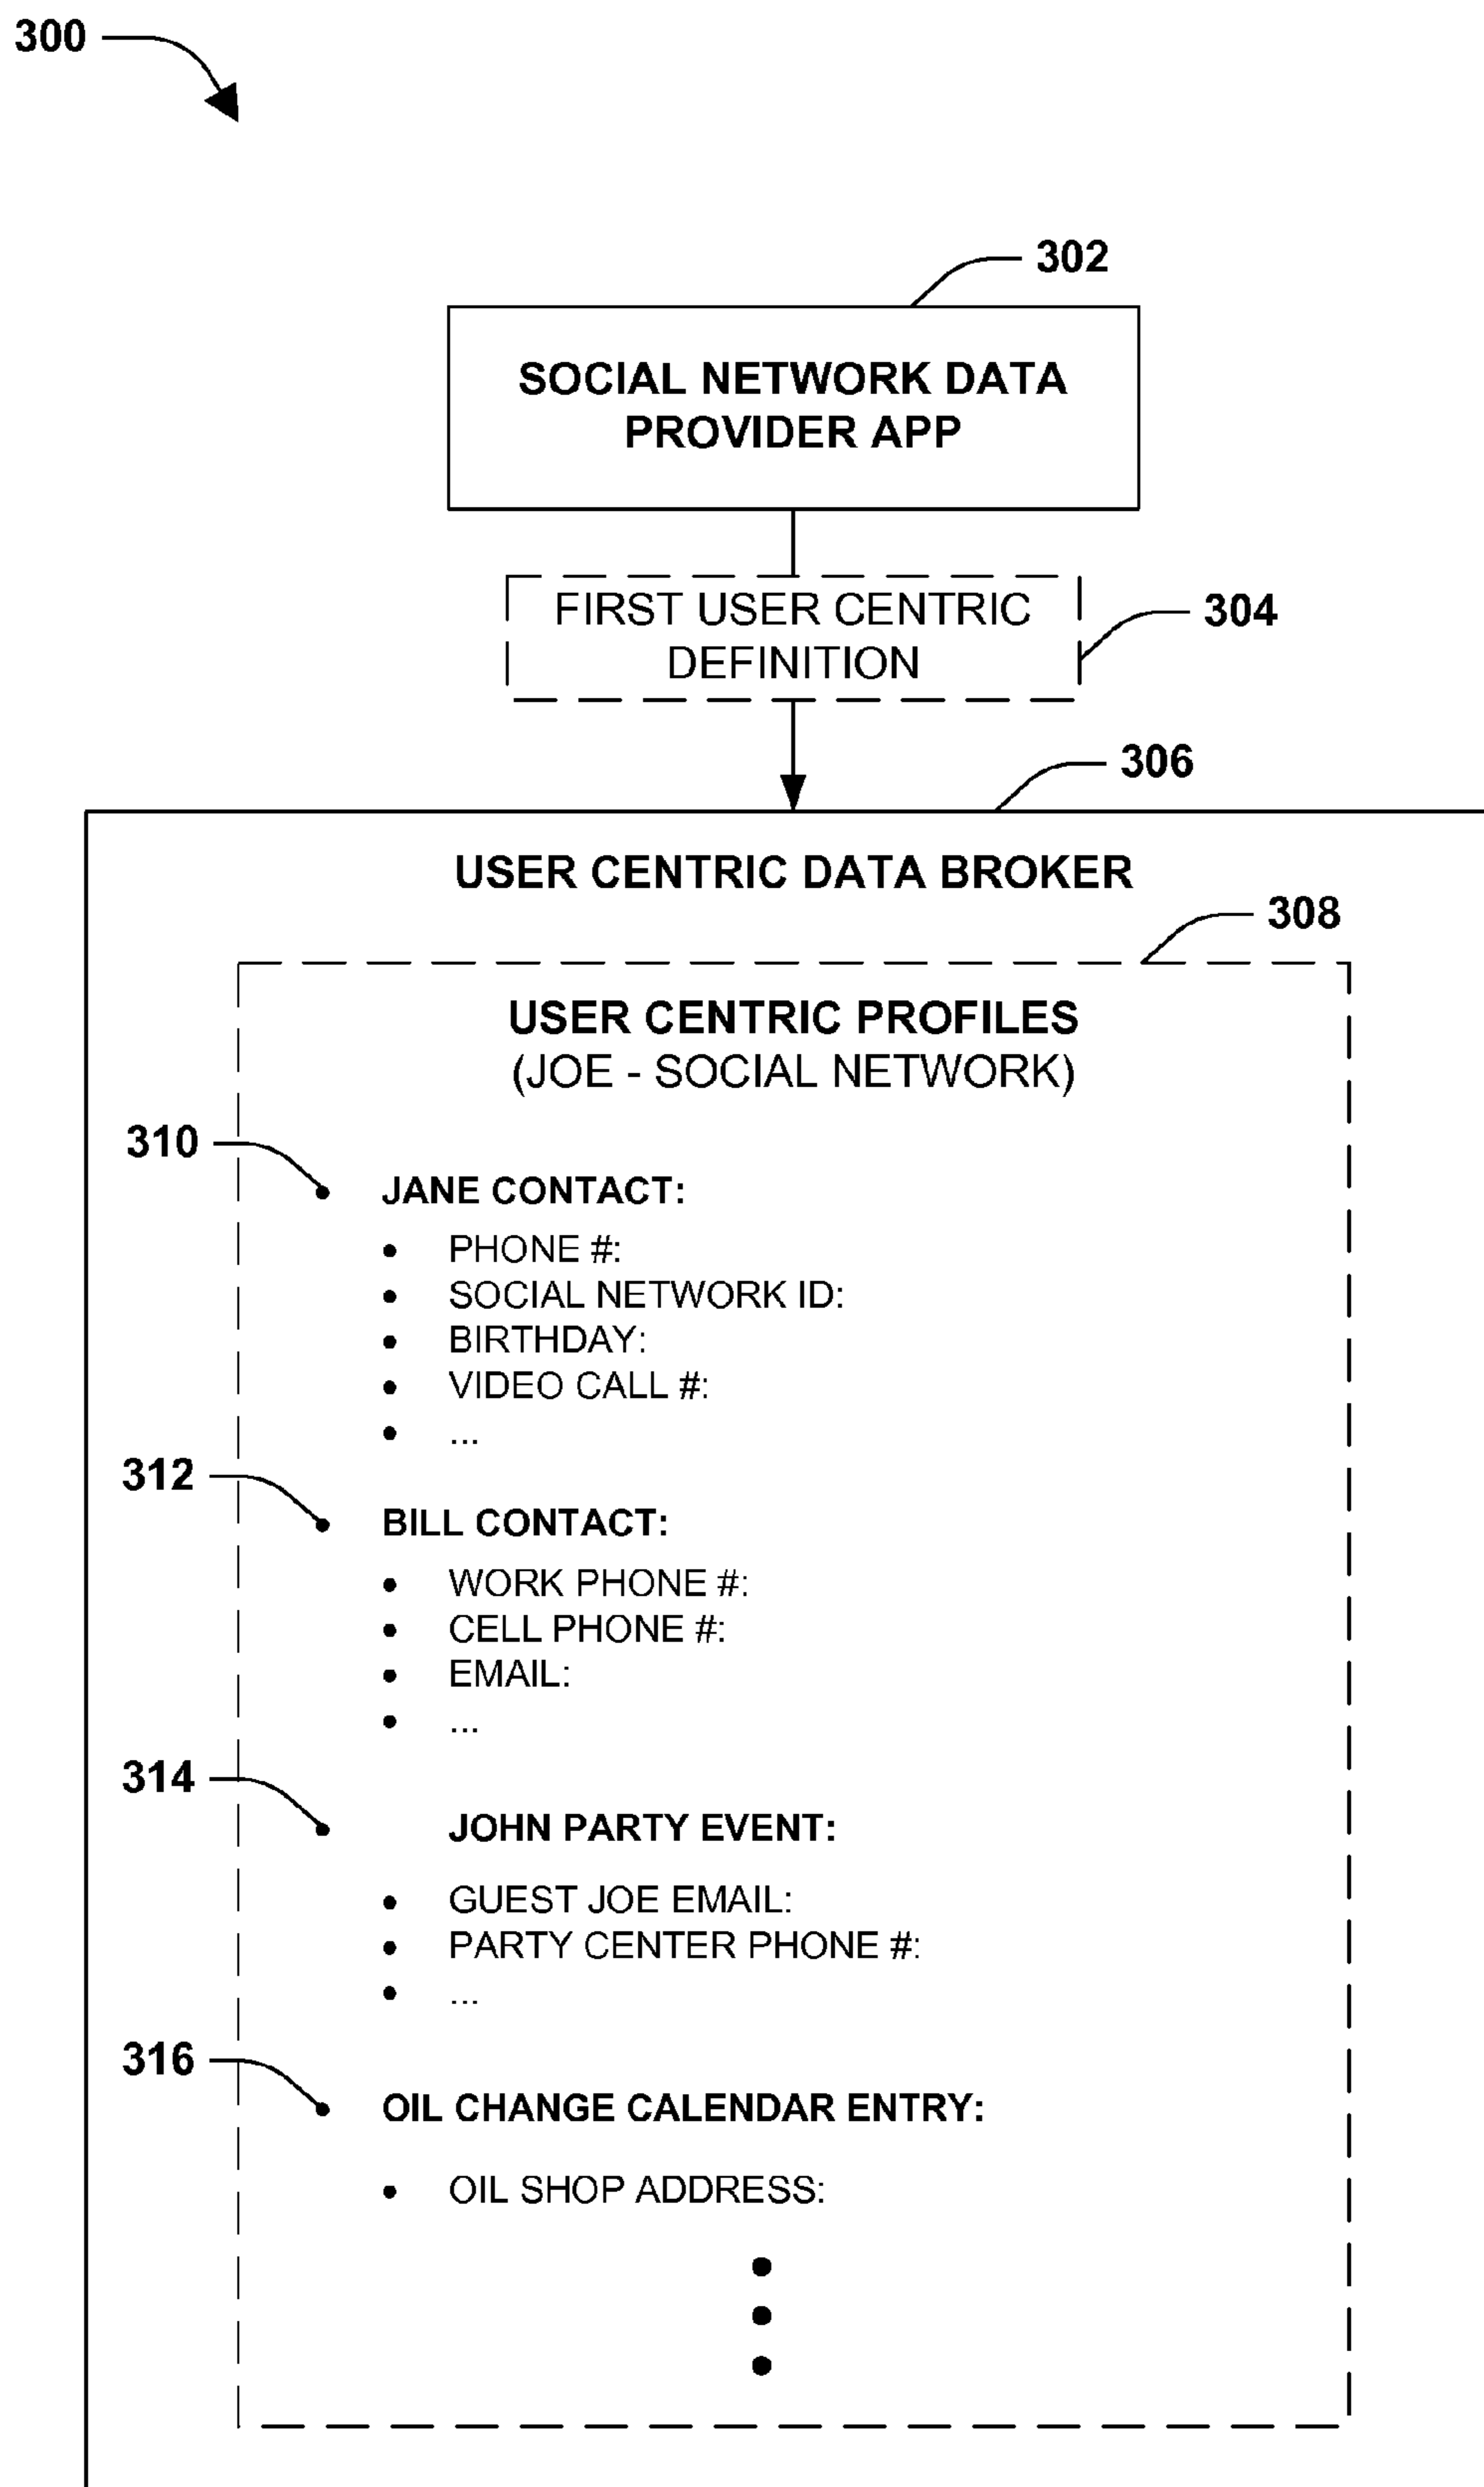 300
302
SOCIAL NETWORK DATA
PROVIDER APP
FIRST USER CENTRIC
DEFINITION
304
306
USER CENTRIC DATA BROKER
308
USER CENTRIC PROFILES
(JOE - SOCIAL NETWORK)
310
• JANE CONTACT:
• PHONE #:
• SOCIAL NETWORK ID:
• BIRTHDAY:
• VIDEO CALL #:
• ...
312
• BILL CONTACT:
• WORK PHONE #:
• CELL PHONE #:
• EMAIL:
• ...
314
• JOHN PARTY EVENT:
• GUEST JOE EMAIL:
• PARTY CENTER PHONE #:
• ...
316
• OIL CHANGE CALENDAR ENTRY:
• OIL SHOP ADDRESS: